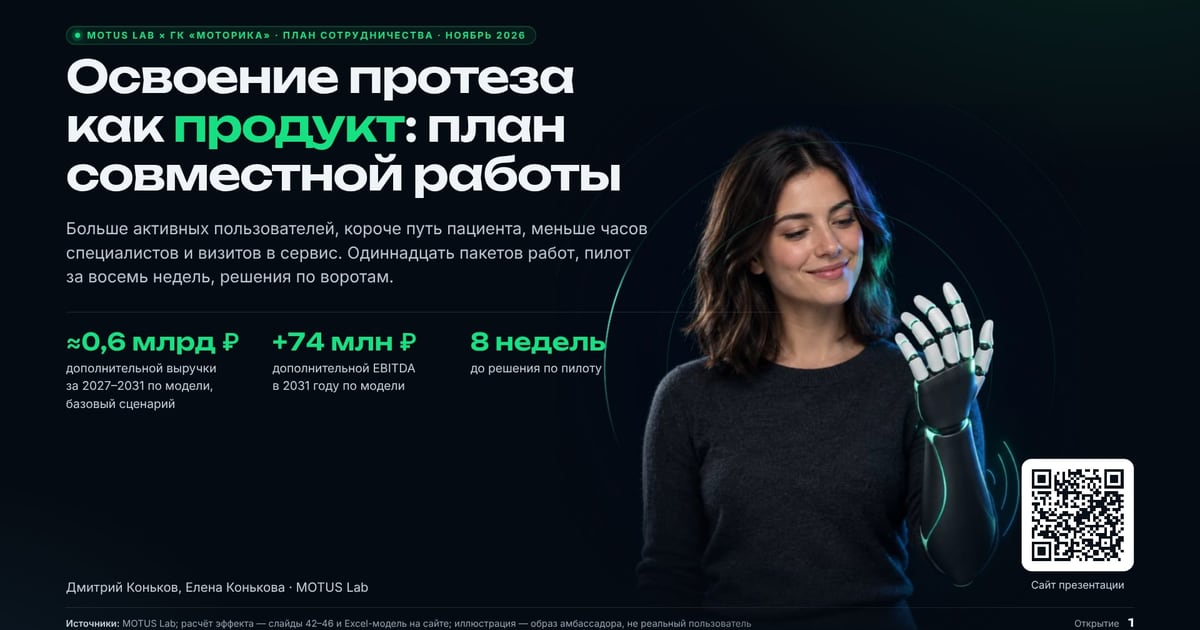 MOTUS LAB × ГК «МОТОРИКА» · ПЛАН СОТРУДНИЧЕСТВА · НОЯБРЬ 2026
Освоение протеза
как продукт: план
совместной работы
Больше активных пользователей, короче путь пациента, меньше часов
специалистов и визитов в сервис. Одиннадцать пакетов работ, пилот
за восемь недель, решения по воротам.
≈0,6 млрд ₽
дополнительной выручки
за 2027–2031 по модели,
базовый сценарий
+74 млн ₽
дополнительной EBITDA
в 2031 году по модели
8 недель
до решения по пилоту
Сайт презентации
Дмитрий Коньков, Елена Конькова · MOTUS Lab
Источники: MOTUS Lab; расчёт эффекта — слайды 42–46 и Excel-модель на сайте; иллюстрация — образ амбассадора, не реальный пользователь
Открытие 1